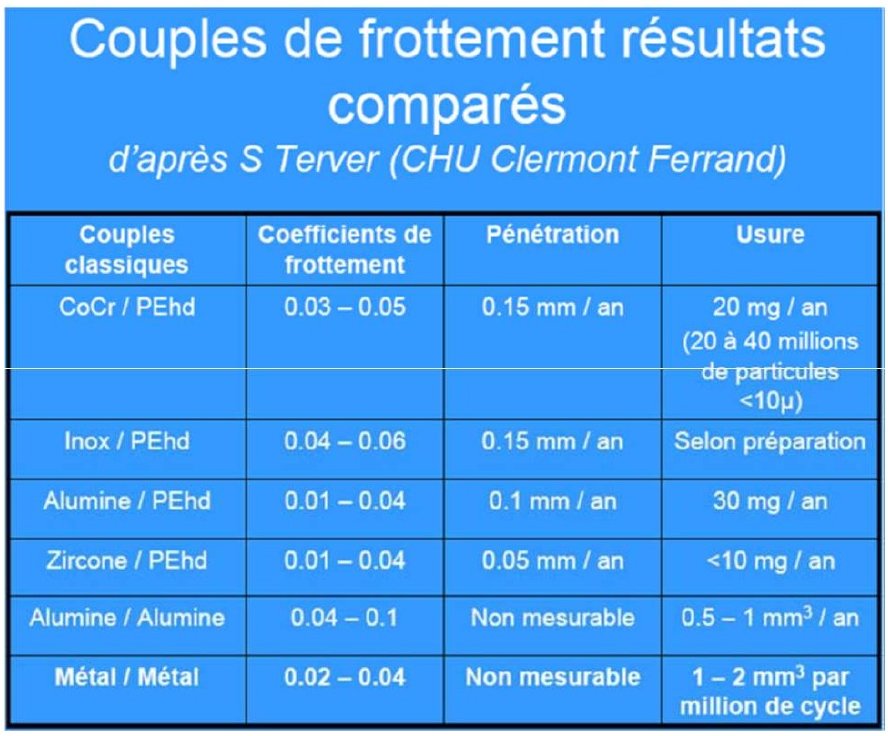 Couples de frottement résultats
comparés
d'après S Terver (CHU Clermont Ferrand)
Couples classiques | Coefficients de frottement | Pénétration | Usure
CoCr / PEhd | 0.03 – 0.05 | 0.15 mm / an | 20 mg / an (20 à 40 millions de particules <10µ)
Inox / PEhd | 0.04 – 0.06 | 0.15 mm / an | Selon préparation
Alumine / PEhd | 0.01 – 0.04 | 0.1 mm / an | 30 mg / an
Zircone / PEhd | 0.01 – 0.04 | 0.05 mm / an | <10 mg / an
Alumine / Alumine | 0.04 – 0.1 | Non mesurable | 0.5 – 1 mm³ / an
Métal / Métal | 0.02 – 0.04 | Non mesurable | 1 – 2 mm³ par million de cycle